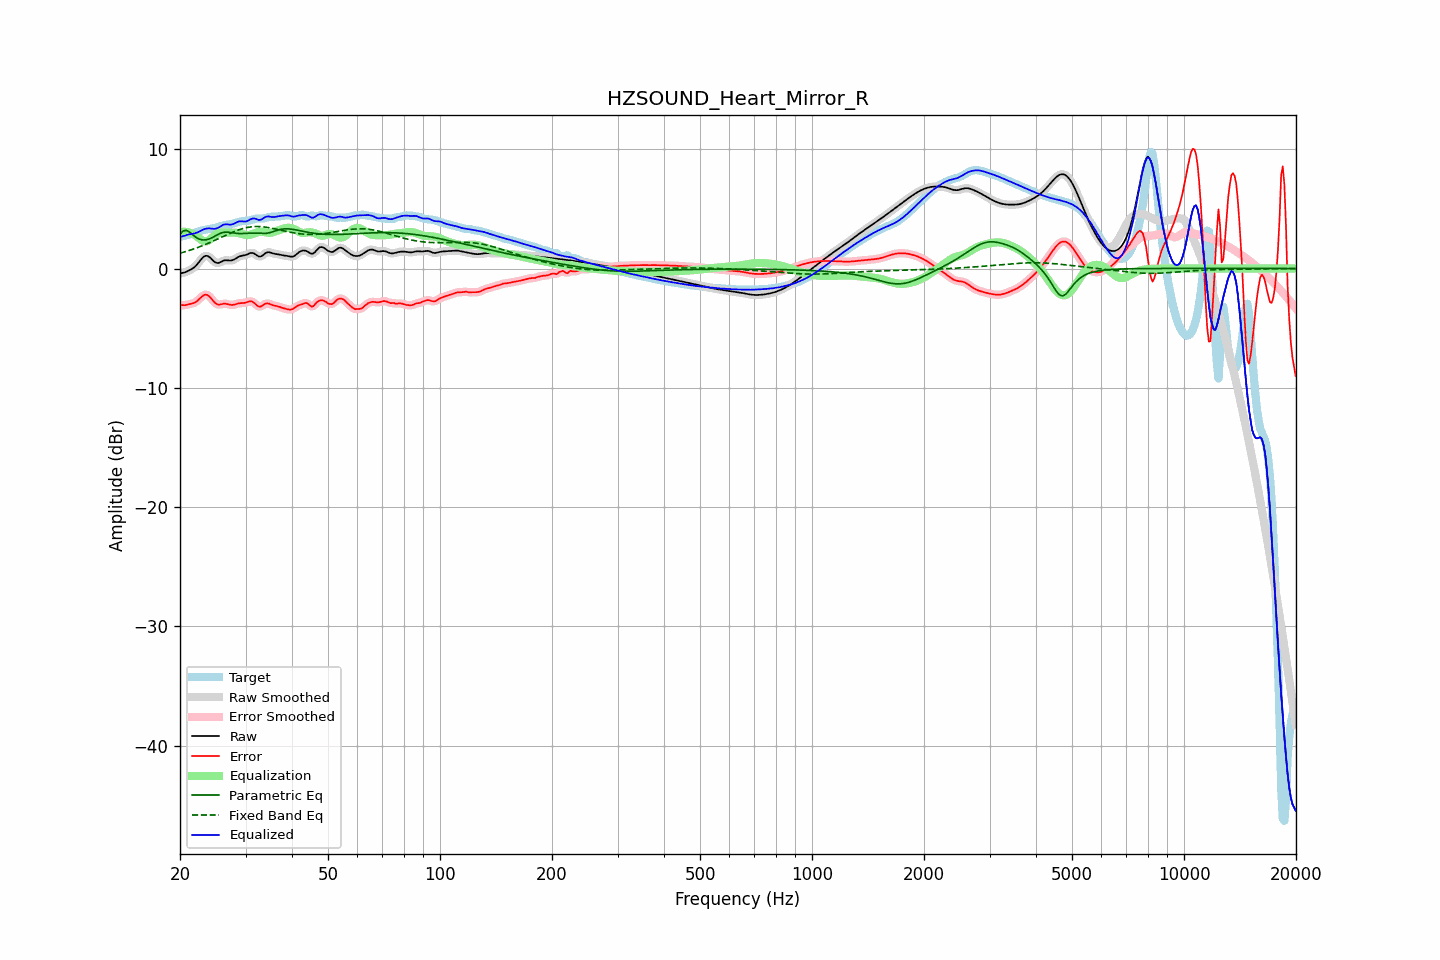 HZSOUND_Heart_Mirror_R
10
0
−10
−20
−30
−40
Amplitude (dBr)
Target
Raw Smoothed
Error Smoothed
Raw
Error
Equalization
Parametric Eq
Fixed Band Eq
Equalized
20 50 100 200 500 1000 2000 5000 10000 20000
Frequency (Hz)